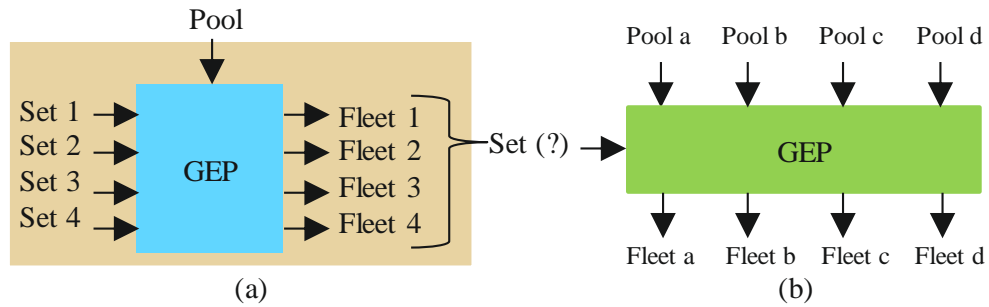 Pool
Set 1
Set 2
Set 3
Set 4
GEP
Fleet 1
Fleet 2
Fleet 3
Fleet 4
Set (?)
(a)
Pool a Pool b Pool c Pool d
GEP
Fleet a Fleet b Fleet c Fleet d
(b)